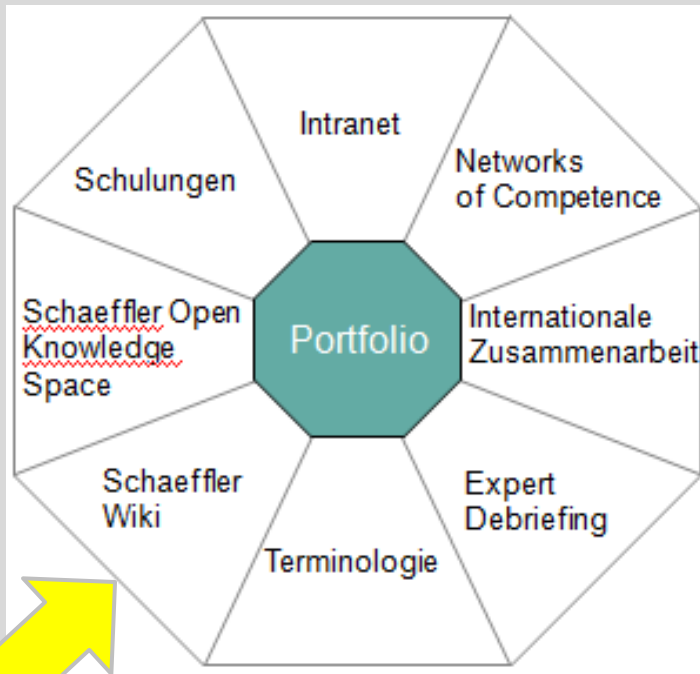 Intranet
Networks
of Competence
Schulungen
Schaeffler Open
Knowledge
Space
Portfolio
Internationale
Zusammenarbeit
Schaeffler
Wiki
Expert
Debriefing
Terminologie